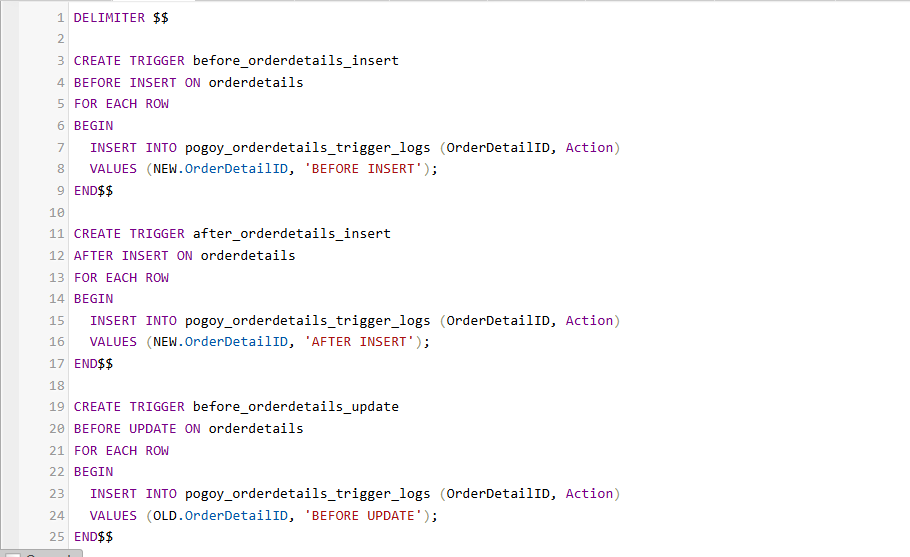 1 DELIMITER $$
2
3 CREATE TRIGGER before_orderdetails_insert
4 BEFORE INSERT ON orderdetails
5 FOR EACH ROW
6 BEGIN
7   INSERT INTO pogoy_orderdetails_trigger_logs (OrderDetailID, Action)
8   VALUES (NEW.OrderDetailID, 'BEFORE INSERT');
9 END$$
10
11 CREATE TRIGGER after_orderdetails_insert
12 AFTER INSERT ON orderdetails
13 FOR EACH ROW
14 BEGIN
15   INSERT INTO pogoy_orderdetails_trigger_logs (OrderDetailID, Action)
16   VALUES (NEW.OrderDetailID, 'AFTER INSERT');
17 END$$
18
19 CREATE TRIGGER before_orderdetails_update
20 BEFORE UPDATE ON orderdetails
21 FOR EACH ROW
22 BEGIN
23   INSERT INTO pogoy_orderdetails_trigger_logs (OrderDetailID, Action)
24   VALUES (OLD.OrderDetailID, 'BEFORE UPDATE');
25 END$$